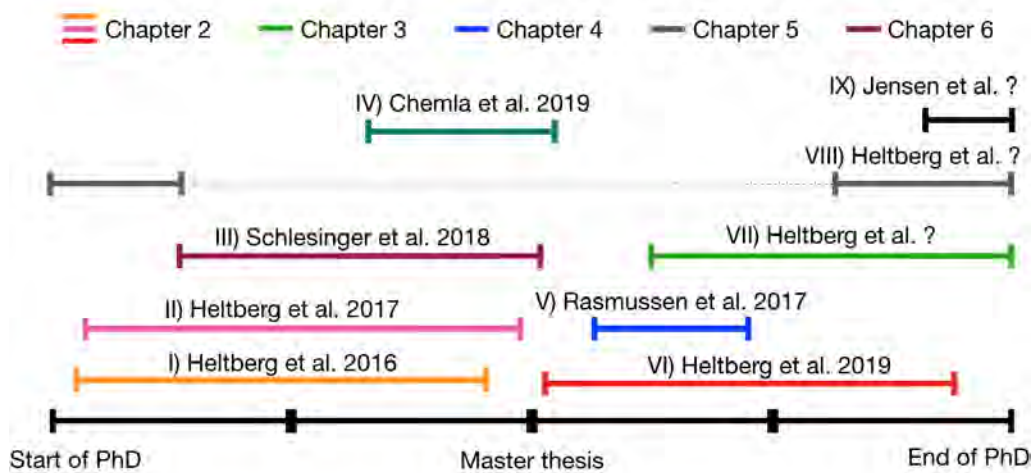 Chapter 2 Chapter 3 Chapter 4 Chapter 5 Chapter 6
IX) Jensen et al. ?
IV) Chemla et al. 2019
VIII) Heltberg et al. ?
III) Schlesinger et al. 2018 VII) Heltberg et al. ?
II) Heltberg et al. 2017 V) Rasmussen et al. 2017
I) Heltberg et al. 2016 VI) Heltberg et al. 2019
Start of PhD Master thesis End of PhD